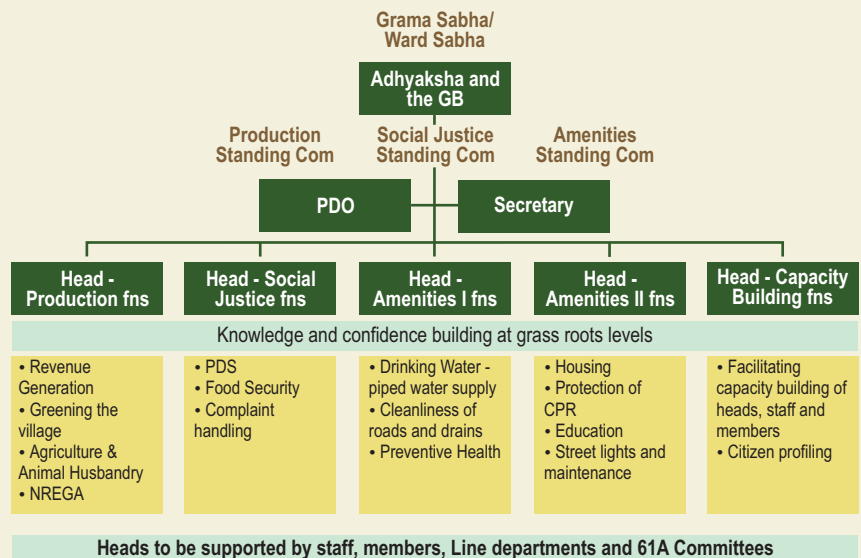 Grama Sabha/
Ward Sabha
Adhyaksha and
the GB
Production
Standing Com
Social Justice
Standing Com
Amenities
Standing Com
PDO
Secretary
Head -
Production fns
Head - Social
Justice fns
Head -
Amenities I fns
Head -
Amenities II fns
Head - Capacity
Building fns
Knowledge and confidence building at grass roots levels
• Revenue
Generation
• Greening the
village
• Agriculture &
Animal Husbandry
• NREGA
• PDS
• Food Security
• Complaint
handling
• Drinking Water -
piped water supply
• Cleanliness of
roads and drains
• Preventive Health
• Housing
• Protection of
CPR
• Education
• Street lights and
maintenance
• Facilitating
capacity building of
heads, staff and
members
• Citizen profiling
Heads to be supported by staff, members, Line departments and 61A Committees